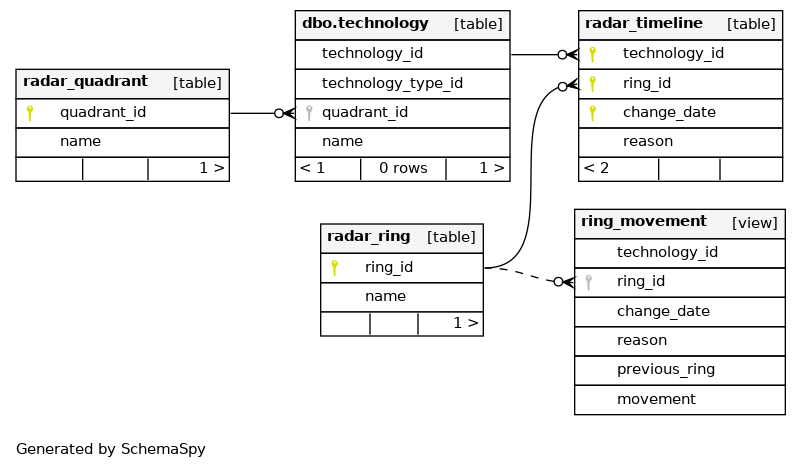 radar_quadrant [table]
quadrant_id
name
1 >
dbo.technology [table]
technology_id
technology_type_id
quadrant_id
name
< 1 0 rows 1 >
radar_timeline [table]
technology_id
ring_id
change_date
reason
< 2
radar_ring [table]
ring_id
name
1 >
ring_movement [view]
technology_id
ring_id
change_date
reason
previous_ring
movement
Generated by SchemaSpy